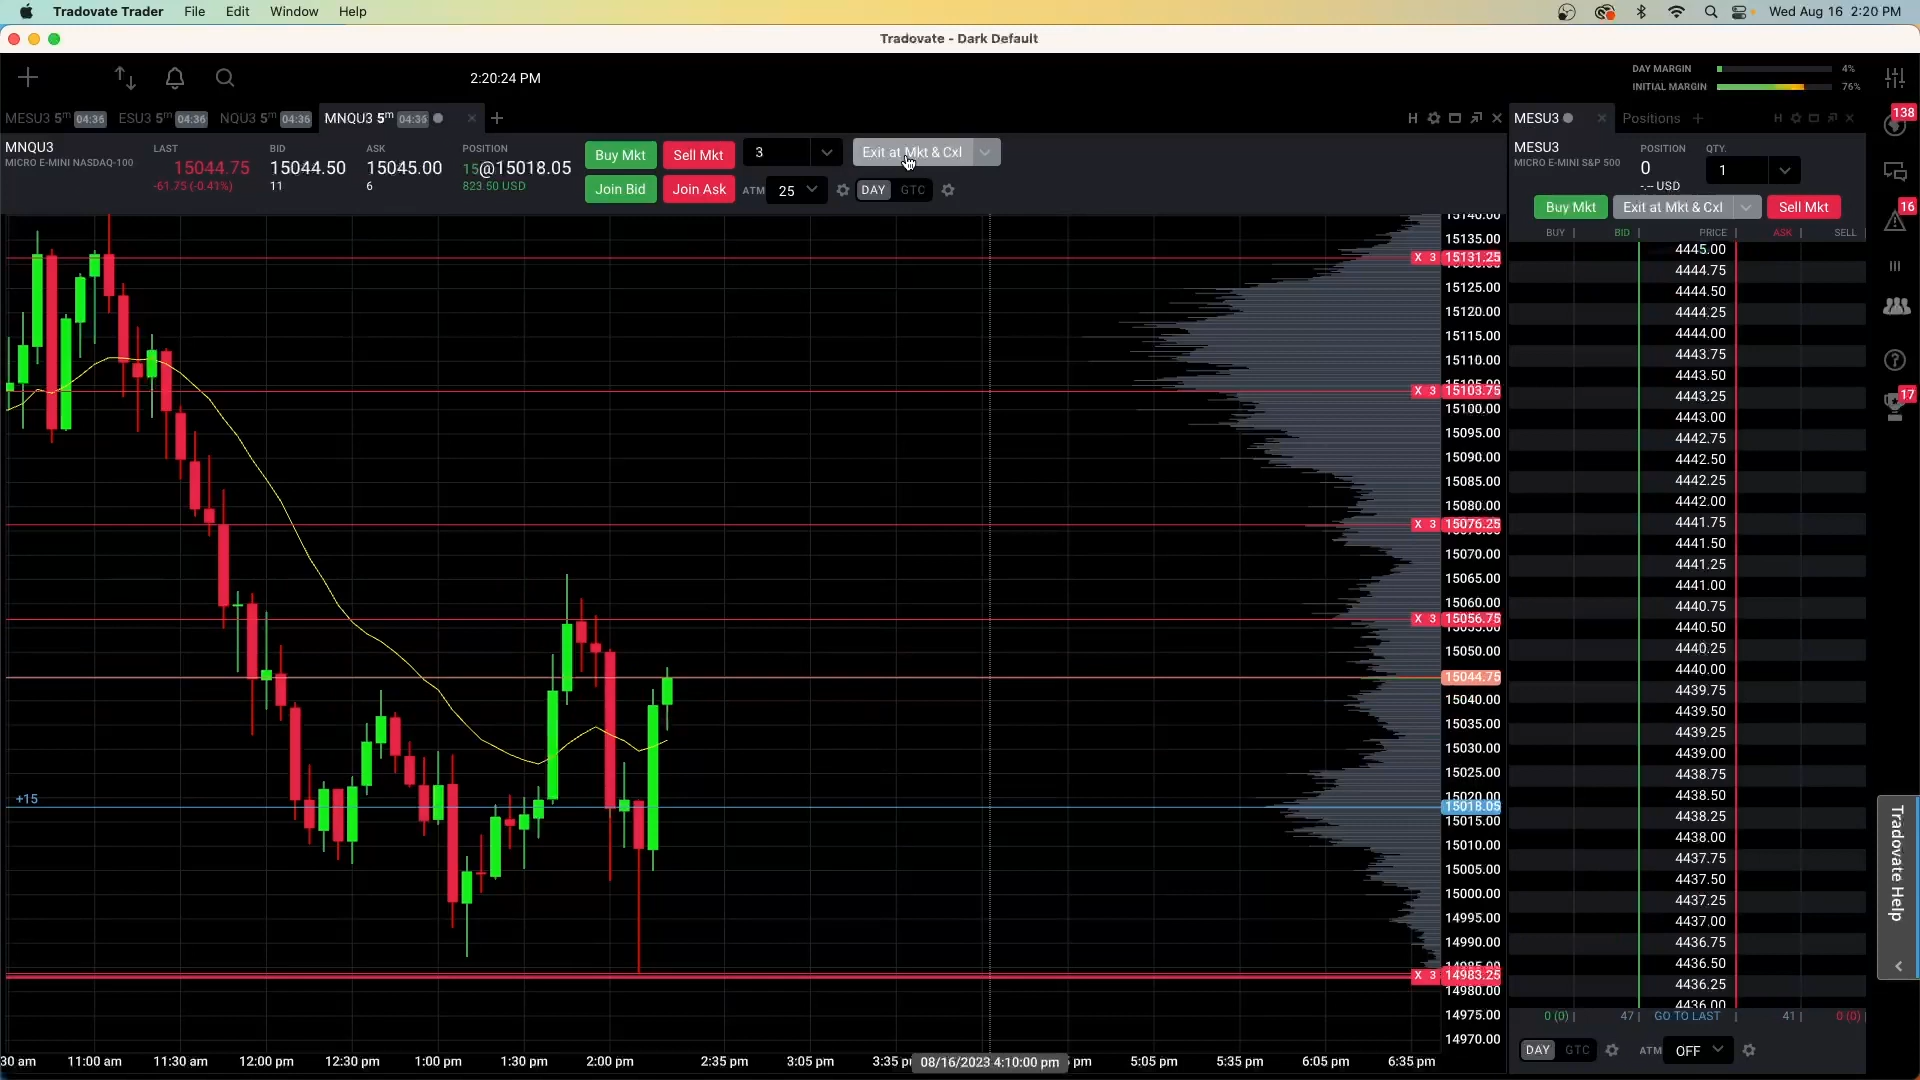 Tradovate Trader File Edit Window Help Wed Aug 16 2:20 PM
Tradovate - Dark Default
2:20:24 PM
DAY MARGIN 4%
INITIAL MARGIN 76%
MESU3 5m 04:36 ESU3 5m 04:36 NQU3 5m 04:36 MNQU3 5m 04:36
MNQU3
MICRO E-MINI NASDAQ-100
LAST
15044.75
-61.75 (-0.41%)
BID
15044.50
11
ASK
15045.00
6
POSITION
15@15018.05
823.50 USD
Buy Mkt Sell Mkt 3 Exit at Mkt & Cxl
Join Bid Join Ask ATM 25 DAY GTC
15140.00
15135.00
X 3 15131.25
15125.00
15120.00
15115.00
15110.00
15105.00
X 3 15103.75
15100.00
15095.00
15090.00
15085.00
15080.00
X 3 15076.25
15070.00
15065.00
15060.00
X 3 15056.75
15055.00
15050.00
15044.75
15040.00
15035.00
15030.00
15025.00
15020.00
+15
15018.05
15015.00
15010.00
15005.00
15000.00
14995.00
14990.00
14985.00
X 3 14983.25
14980.00
14975.00
14970.00
30 am 11:00 am 11:30 am 12:00 pm 12:30 pm 1:00 pm 1:30 pm 2:00 pm 2:35 pm 3:05 pm 3:35 p 08/16/2023 4:10:00 pm pm 5:05 pm 5:35 pm 6:05 pm 6:35 pm
MESU3 Positions
H
H
MESU3
MICRO E-MINI S&P 500
POSITION
0
-.-- USD
QTY.
1
Buy Mkt Exit at Mkt & Cxl Sell Mkt
BUY BID PRICE ASK SELL
4445.00
4444.75
4444.50
4444.25
4444.00
4443.75
4443.50
4443.25
4443.00
4442.75
4442.50
4442.25
4442.00
4441.75
4441.50
4441.25
4441.00
4440.75
4440.50
4440.25
4440.00
4439.75
4439.50
4439.25
4439.00
4438.75
4438.50
4438.25
4438.00
4437.75
4437.50
4437.25
4437.00
4436.75
4436.50
4436.25
4436.00
0 (0) 47 GO TO LAST 41 0 (0)
DAY GTC ATM OFF
138
16
17
Tradovate Help